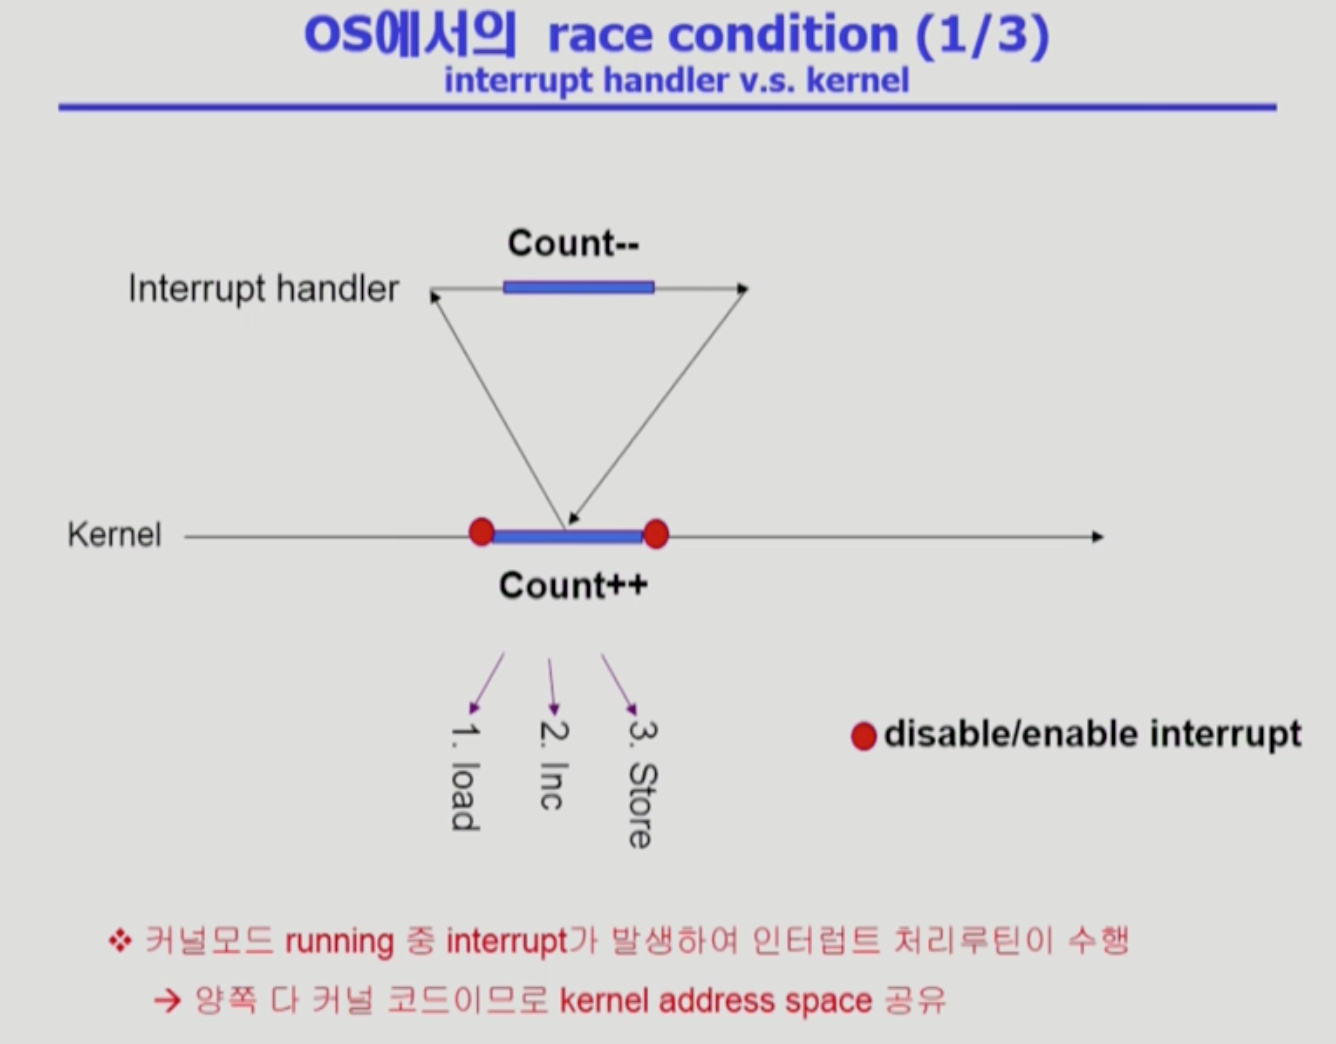 OS에서의 race condition (1/3)
interrupt handler v.s. kernel
Count--
Interrupt handler
Kernel
Count++
1. load
2. Inc
3. Store
disable/enable interrupt
❖ 커널모드 running 중 interrupt가 발생하여 인터럽트 처리루틴이 수행
→ 양쪽 다 커널 코드이므로 kernel address space 공유